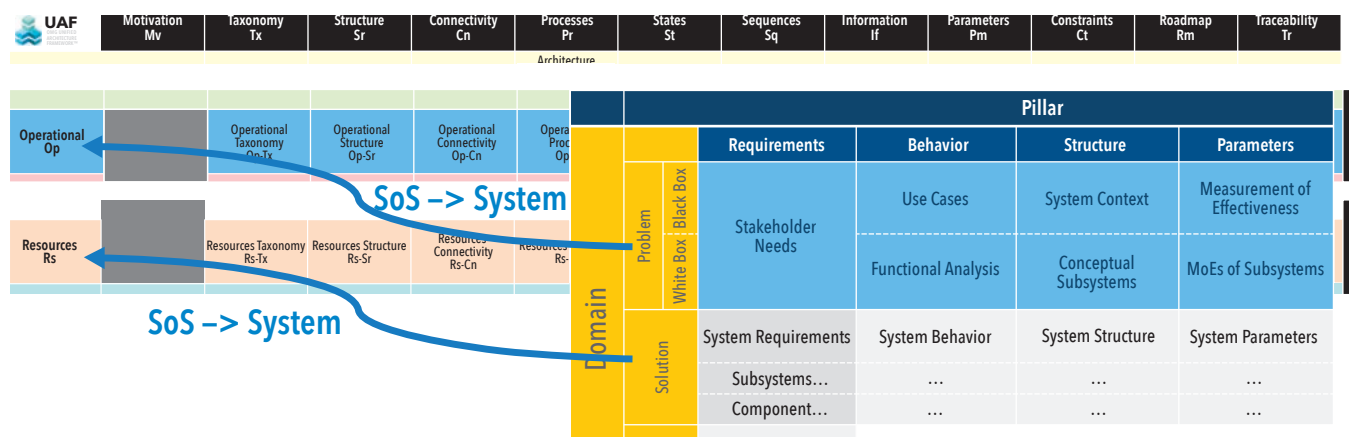 UAF
Motivation
Mv
Taxonomy
Tx
Structure
Sr
Connectivity
Cn
Processes
Pr
States
St
Sequences
Sq
Information
If
Parameters
Pm
Constraints
Ct
Roadmap
Rm
Traceability
Tr
Architecture
Operational
Op
Operational
Taxonomy
Op-Tx
Operational
Structure
Op-Sr
Operational
Connectivity
Op-Cn
Opera
Proc
Op
SoS –> System
Resources
Rs
Resources Taxonomy
Rs-Tx
Resources Structure
Rs-Sr
Resources
Connectivity
Rs-Cn
Resources
Rs-
SoS –> System
Pillar
Requirements
Behavior
Structure
Parameters
Domain
Problem
Black Box
White Box
Stakeholder
Needs
Use Cases
System Context
Measurement of
Effectiveness
Functional Analysis
Conceptual
Subsystems
MoEs of Subsystems
Solution
System Requirements
System Behavior
System Structure
System Parameters
Subsystems...
...
...
...
Component...
...
...
...